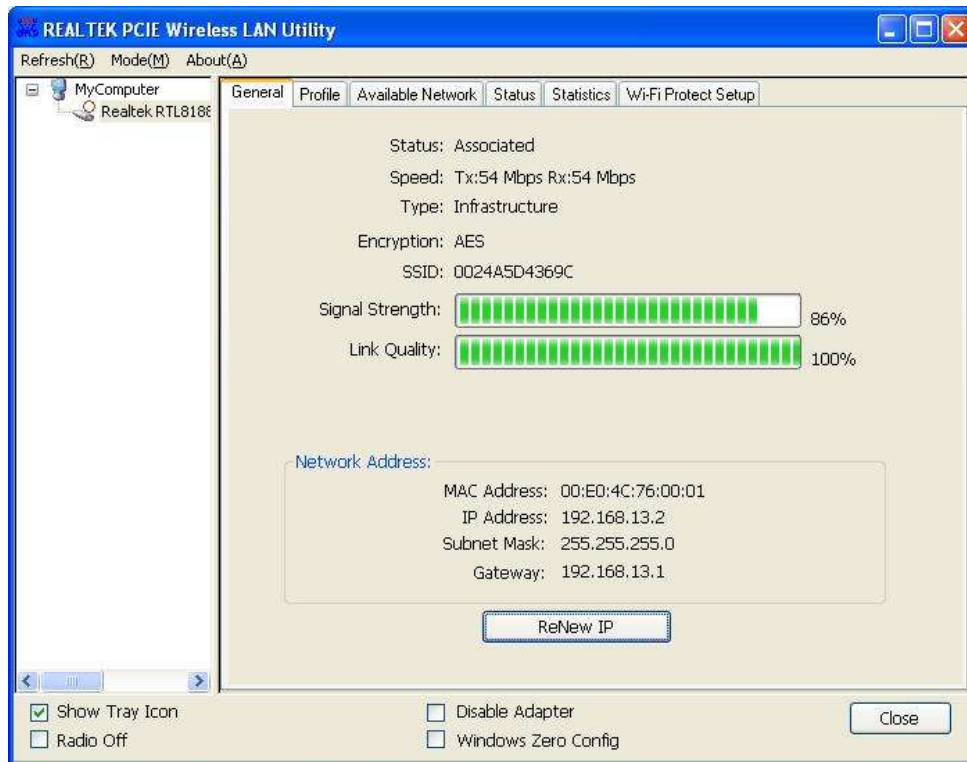 REALTEK PCIE Wireless LAN Utility
Refresh(R) Mode(M) About(A)
MyComputer
Realtek RTL8188
General Profile Available Network Status Statistics Wi-Fi Protect Setup
Status: Associated
Speed: Tx:54 Mbps Rx:54 Mbps
Type: Infrastructure
Encryption: AES
SSID: 0024A5D4369C
Signal Strength: 86%
Link Quality: 100%
Network Address:
MAC Address: 00:E0:4C:76:00:01
IP Address: 192.168.13.2
Subnet Mask: 255.255.255.0
Gateway: 192.168.13.1
ReNew IP
Show Tray Icon
Disable Adapter
Close
Radio Off
Windows Zero Config